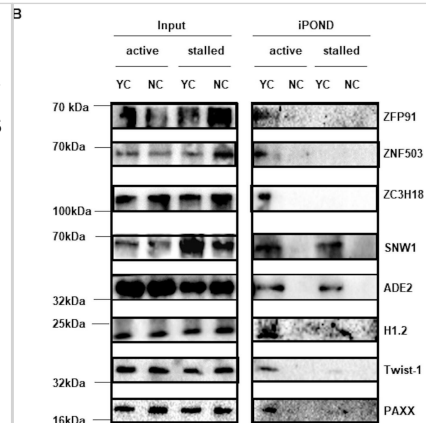 B
Input iPOND
active stalled active stalled
YC NC YC NC YC NC YC NC
70 kDa ZFP91
70kDa ZNF503
ZC3H18
100kDa
70kDa SNW1
ADE2
32kDa
25kDa H1.2
Twist-1
32kDa
PAXX
16kDa